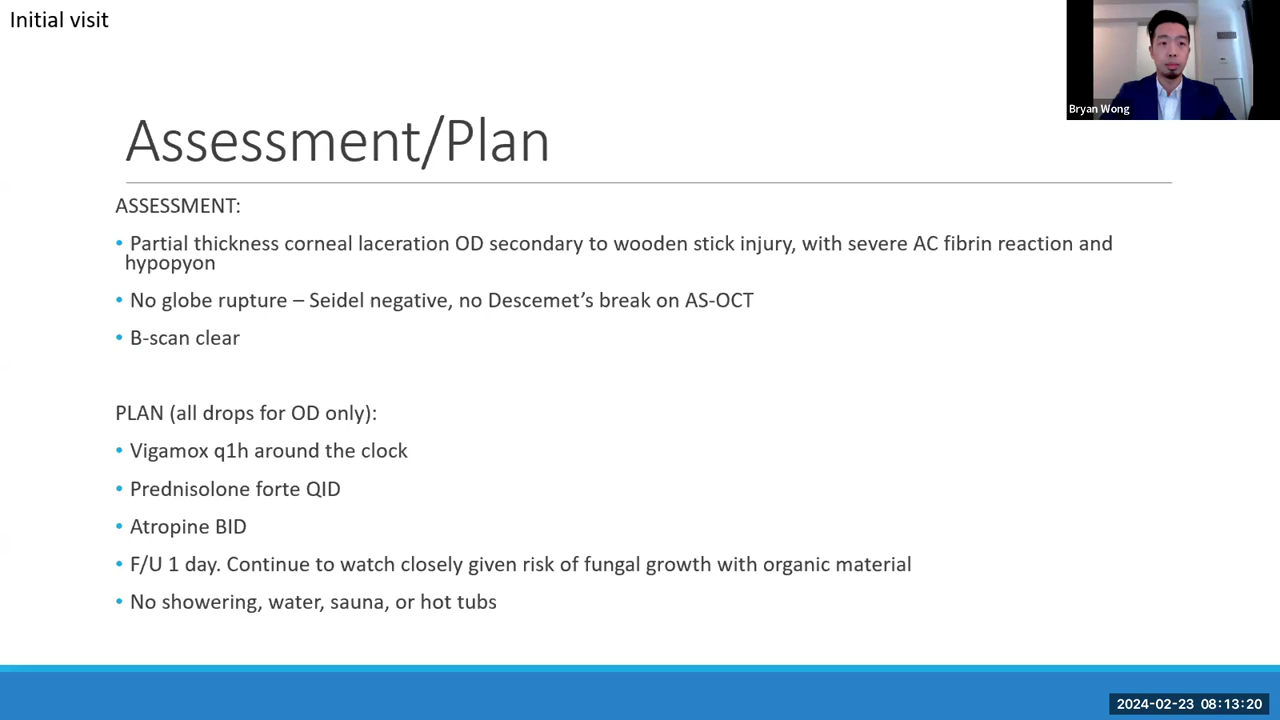 Initial visit
Bryan Wong
Assessment/Plan
ASSESSMENT:
• Partial thickness corneal laceration OD secondary to wooden stick injury, with severe AC fibrin reaction and
hypopyon
• No globe rupture – Seidel negative, no Descemet’s break on AS-OCT
• B-scan clear
PLAN (all drops for OD only):
• Vigamox q1h around the clock
• Prednisolone forte QID
• Atropine BID
• F/U 1 day. Continue to watch closely given risk of fungal growth with organic material
• No showering, water, sauna, or hot tubs
2024-02-23 08:13:20